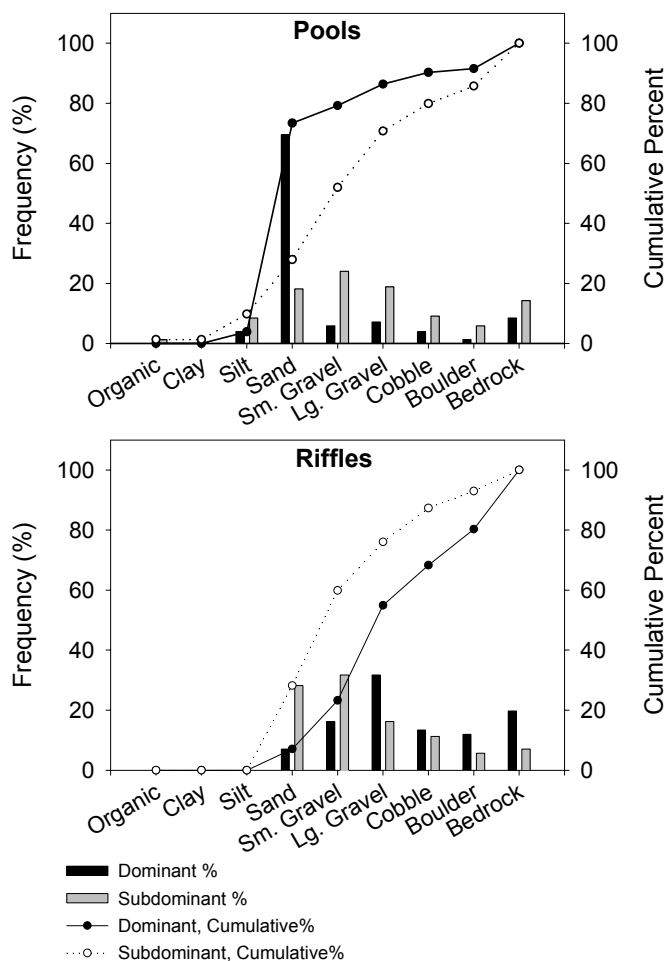 Pools
100
80
60
40
20
0
Frequency (%)
100
80
60
40
20
0
Cumulative Percent
Organic
Clay
Silt
Sand
Sm. Gravel
Lg. Gravel
Cobble
Boulder
Bedrock
Riffles
100
80
60
40
20
0
Frequency (%)
100
80
60
40
20
0
Cumulative Percent
Organic
Clay
Silt
Sand
Sm. Gravel
Lg. Gravel
Cobble
Boulder
Bedrock
Dominant %
Subdominant %
Dominant, Cumulative%
Subdominant, Cumulative%